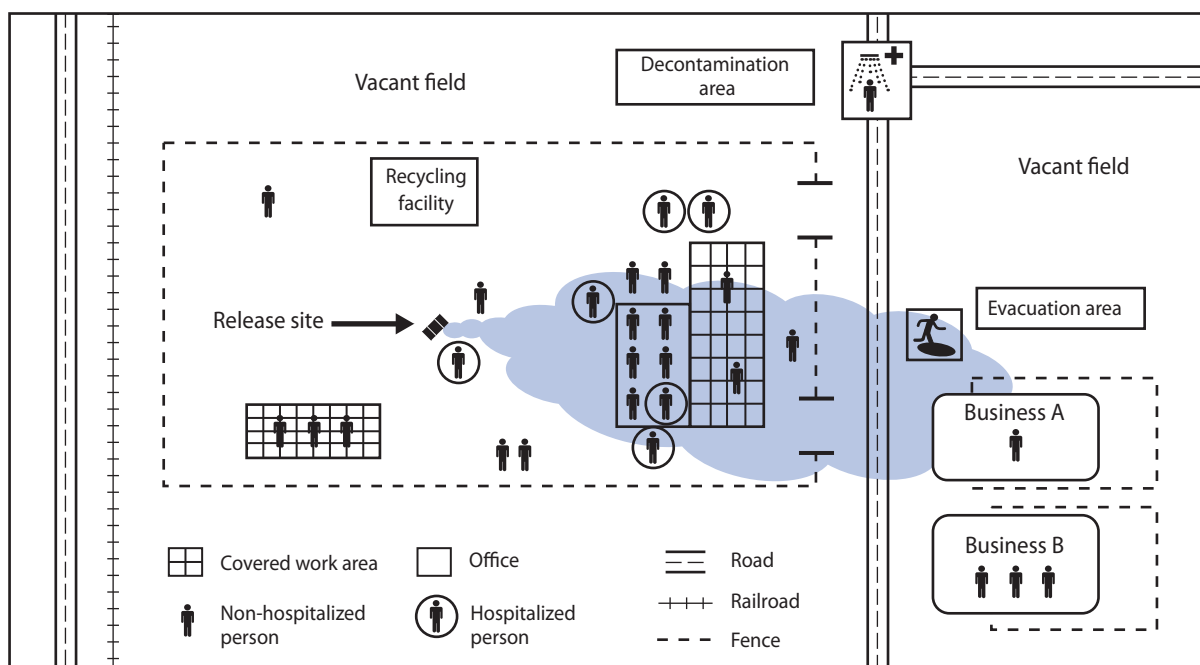 Decontamination
area
Vacant field
Vacant field
Recycling
facility
Release site
Evacuation area
Business A
Business B
Covered work area
Office
Road
Non-hospitalized
person
Hospitalized
person
Railroad
Fence